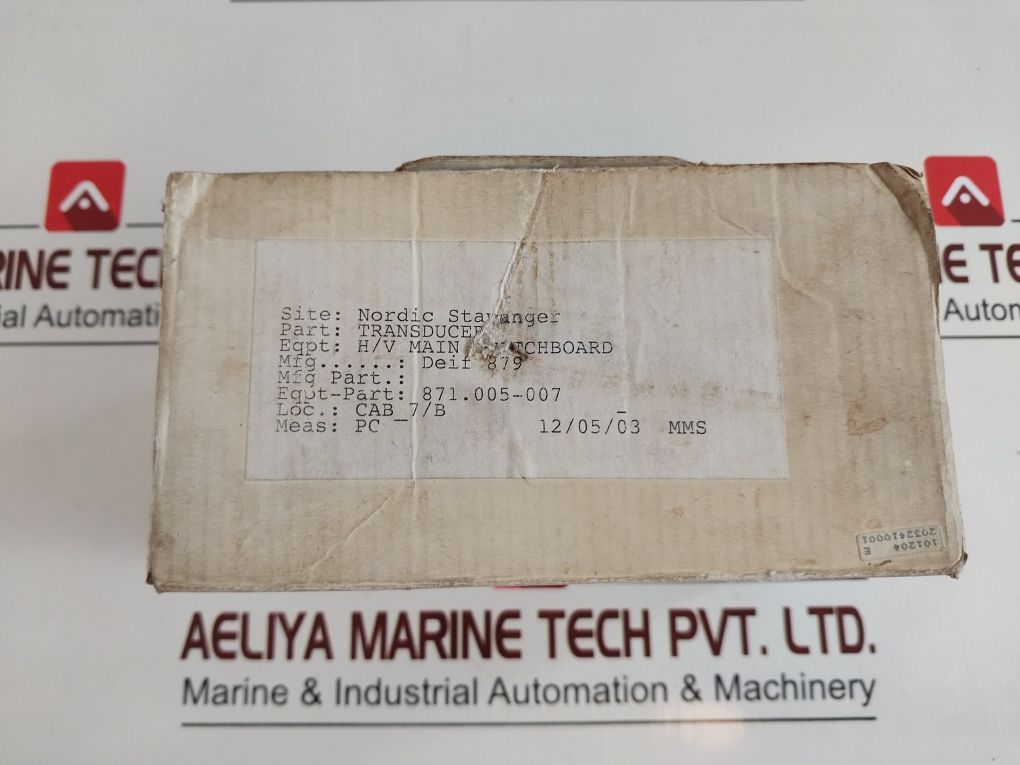 Site: Nordic Stavanger
Part: TRANSDUCER
Eqpt: H/V MAIN TCHBOARD
Mfg......: Deif 879
Mfg Part.:
Eqpt-Part: 871.005-007
Loc.: CAB 7/B
Meas: PC 12/05/03 MMS
101204 E
2032410001
RINE TEC
ial Automati
E TE
d Automa
AELIYA MARINE TECH PVT. LTD.
Marine & Industrial Automation & Machinery